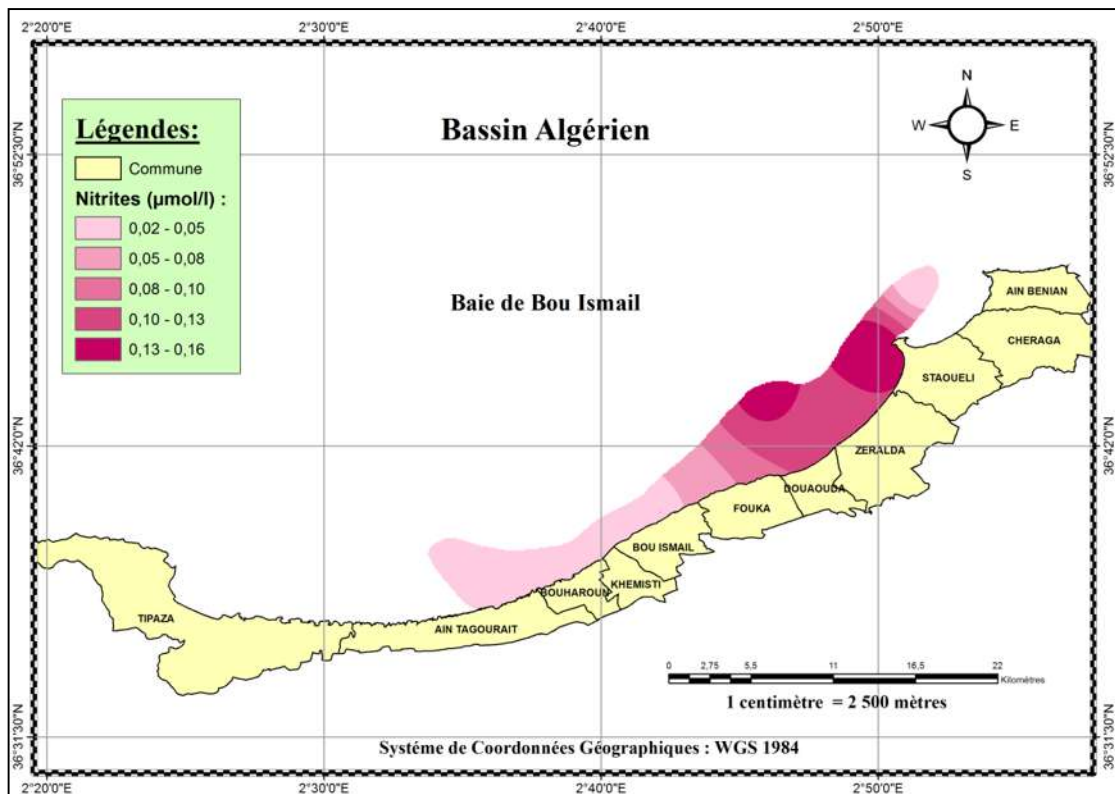 2°20'0"E 2°30'0"E 2°40'0"E 2°50'0"E
N
W E
S
Légendes:
Commune
Nitrites (µmol/l) :
0,02 - 0,05
0,05 - 0,08
0,08 - 0,10
0,10 - 0,13
0,13 - 0,16
Bassin Algérien
36°52'30"N 36°52'30"N
Baie de Bou Ismail
AIN BENIAN
CHERAGA
STAOUELI
36°42'0"N 36°42'0"N
ZERALDA
DOUAOUDA
FOUKA
BOU ISMAIL
KHEMISTI
BOUHAROUN
TIPAZA
AIN TAGOURAIT
0 2,75 5,5 11 16,5 22
Kilomètres
1 centimètre = 2 500 mètres
36°31'30"N 36°31'30"N
Systéme de Coordonnées Géographiques : WGS 1984
2°20'0"E 2°30'0"E 2°40'0"E 2°50'0"E